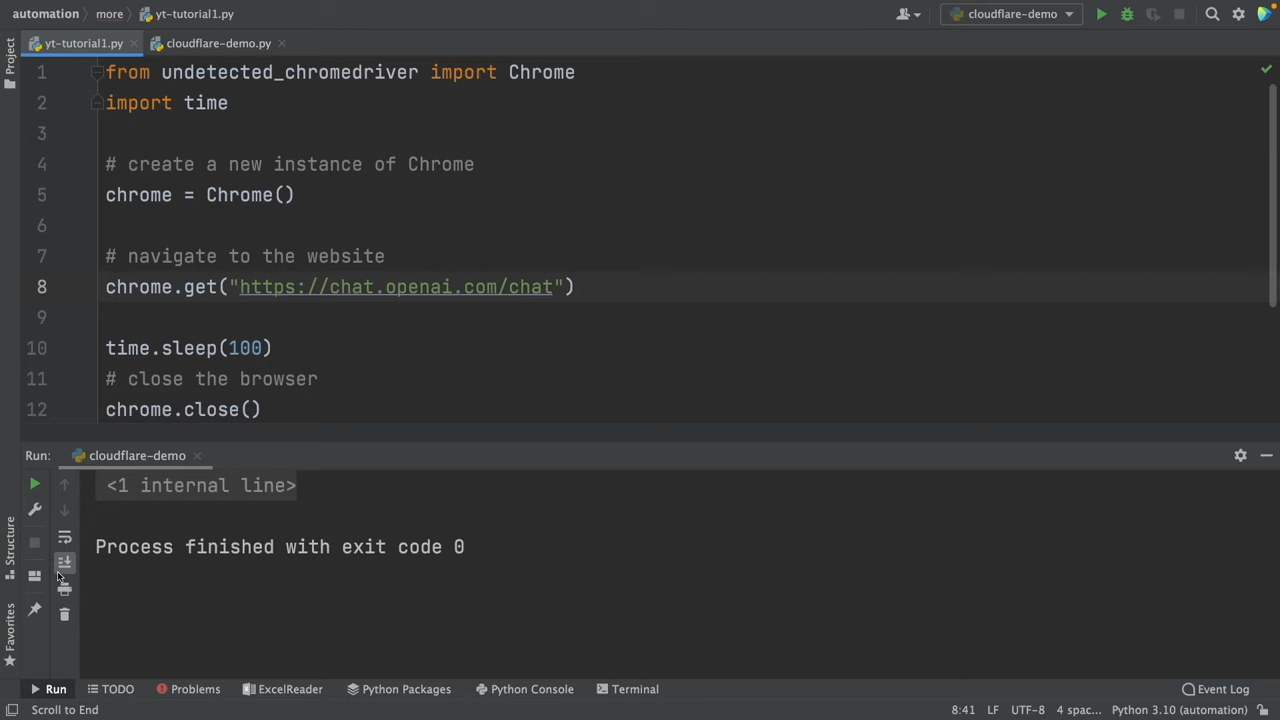 automation more yt-tutorial1.py cloudflare-demo
Project
yt-tutorial1.py cloudflare-demo.py
1 from undetected_chromedriver import Chrome
2 import time
3
4 # create a new instance of Chrome
5 chrome = Chrome()
6
7 # navigate to the website
8 chrome.get("https://chat.openai.com/chat")
9
10 time.sleep(100)
11 # close the browser
12 chrome.close()
Run: cloudflare-demo
<1 internal line>
Process finished with exit code 0
Structure
Favorites
Run TODO Problems ExcelReader Python Packages Python Console Terminal Event Log
Scroll to End 8:41 LF UTF-8 4 spac... Python 3.10 (automation)